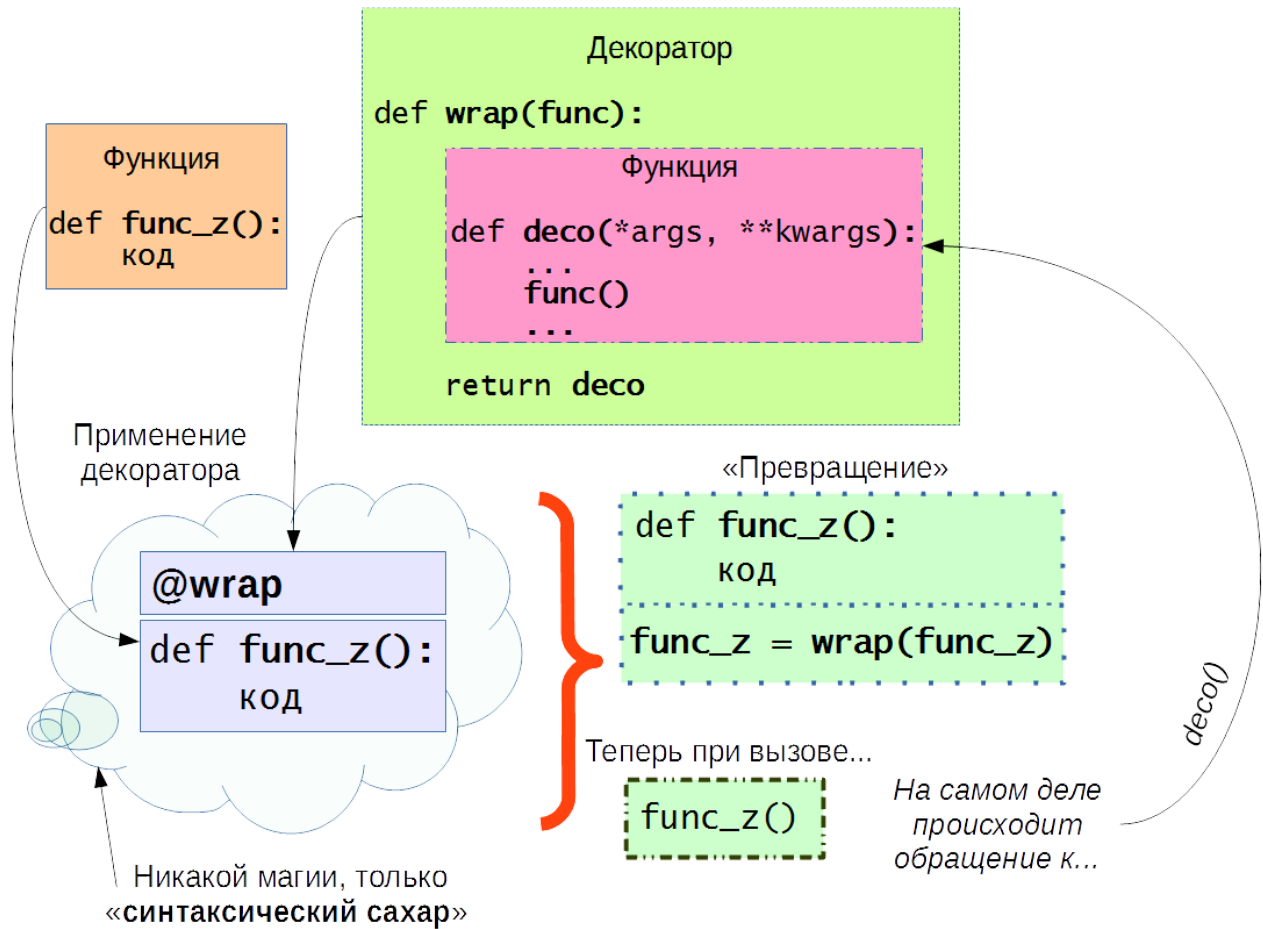 Декоратор
def wrap(func):
Функция
def deco(*args, **kwargs):
...
func()
...
return deco
Функция
def func_z():
код
Применение
декоратора
@wrap
def func_z():
код
Никакой магии, только
«синтаксический сахар»
«Превращение»
def func_z():
код
func_z = wrap(func_z)
Теперь при вызове...
func_z()
На самом деле
происходит
обращение к...
deco()